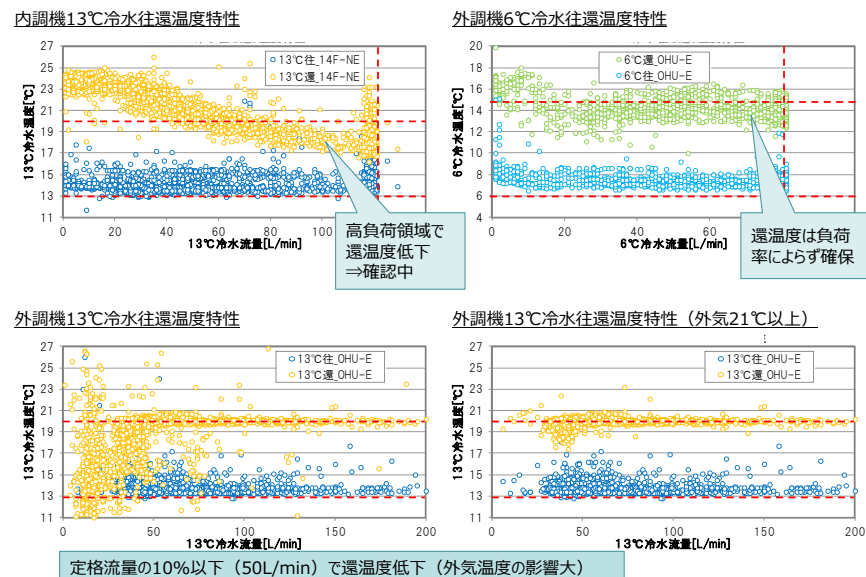 内調機13℃冷水往還温度特性
27
25
23
21
19
17
15
13
11
13℃冷水温度[℃]
13℃往_14F-NE
13℃還_14F-NE
0 20 40 60 80 100
13℃冷水流量[L/min]
高負荷領域で
還温度低下
⇒確認中
外調機6℃冷水往還温度特性
20
18
16
14
12
10
8
6
4
6℃冷水温度[℃]
6℃還_OHU-E
6℃往_OHU-E
0 20 40 60
6℃冷水流量[L/min]
還温度は負荷
率によらず確保
外調機13℃冷水往還温度特性
27
25
23
21
19
17
15
13
11
13℃冷水温度[℃]
13℃往_OHU-E
13℃還_OHU-E
0 50 100 150 200
13℃冷水流量[L/min]
外調機13℃冷水往還温度特性（外気21℃以上）
27
25
23
21
19
17
15
13
11
13℃冷水温度[℃]
13℃往_OHU-E
13℃還_OHU-E
0 50 100 150 200
13℃冷水流量[L/min]
定格流量の10%以下（50L/min）で還温度低下（外気温度の影響大）